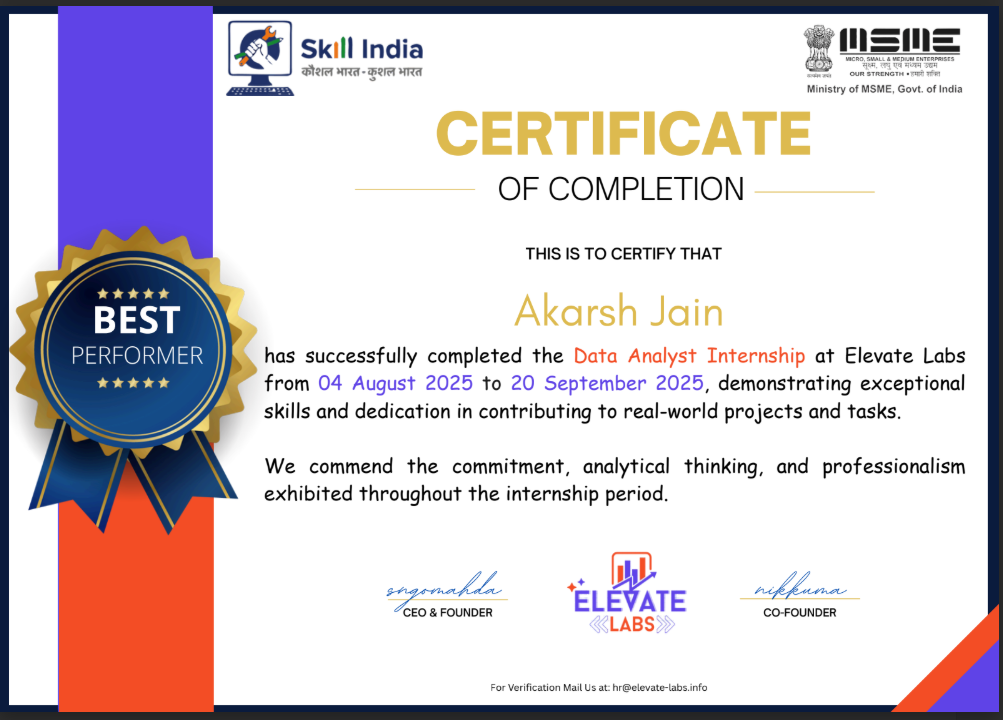 Skill India
कौशल भारत - कुशल भारत
MSME
MICRO, SMALL & MEDIUM ENTERPRISES
सूक्ष्म, लघु एवं मध्यम उद्यम
OUR STRENGTH • हमारी शक्ति
सत्यमेव जयते
Ministry of MSME, Govt. of India
CERTIFICATE
OF COMPLETION
THIS IS TO CERTIFY THAT
Akarsh Jain
BEST
PERFORMER
has successfully completed the Data Analyst Internship at Elevate Labs
from 04 August 2025 to 20 September 2025, demonstrating exceptional
skills and dedication in contributing to real-world projects and tasks.
We commend the commitment, analytical thinking, and professionalism
exhibited throughout the internship period.
sngomahda
CEO & FOUNDER
ELEVATE
LABS
nikkuma
CO-FOUNDER
For Verification Mail Us at: hr@elevate-labs.info